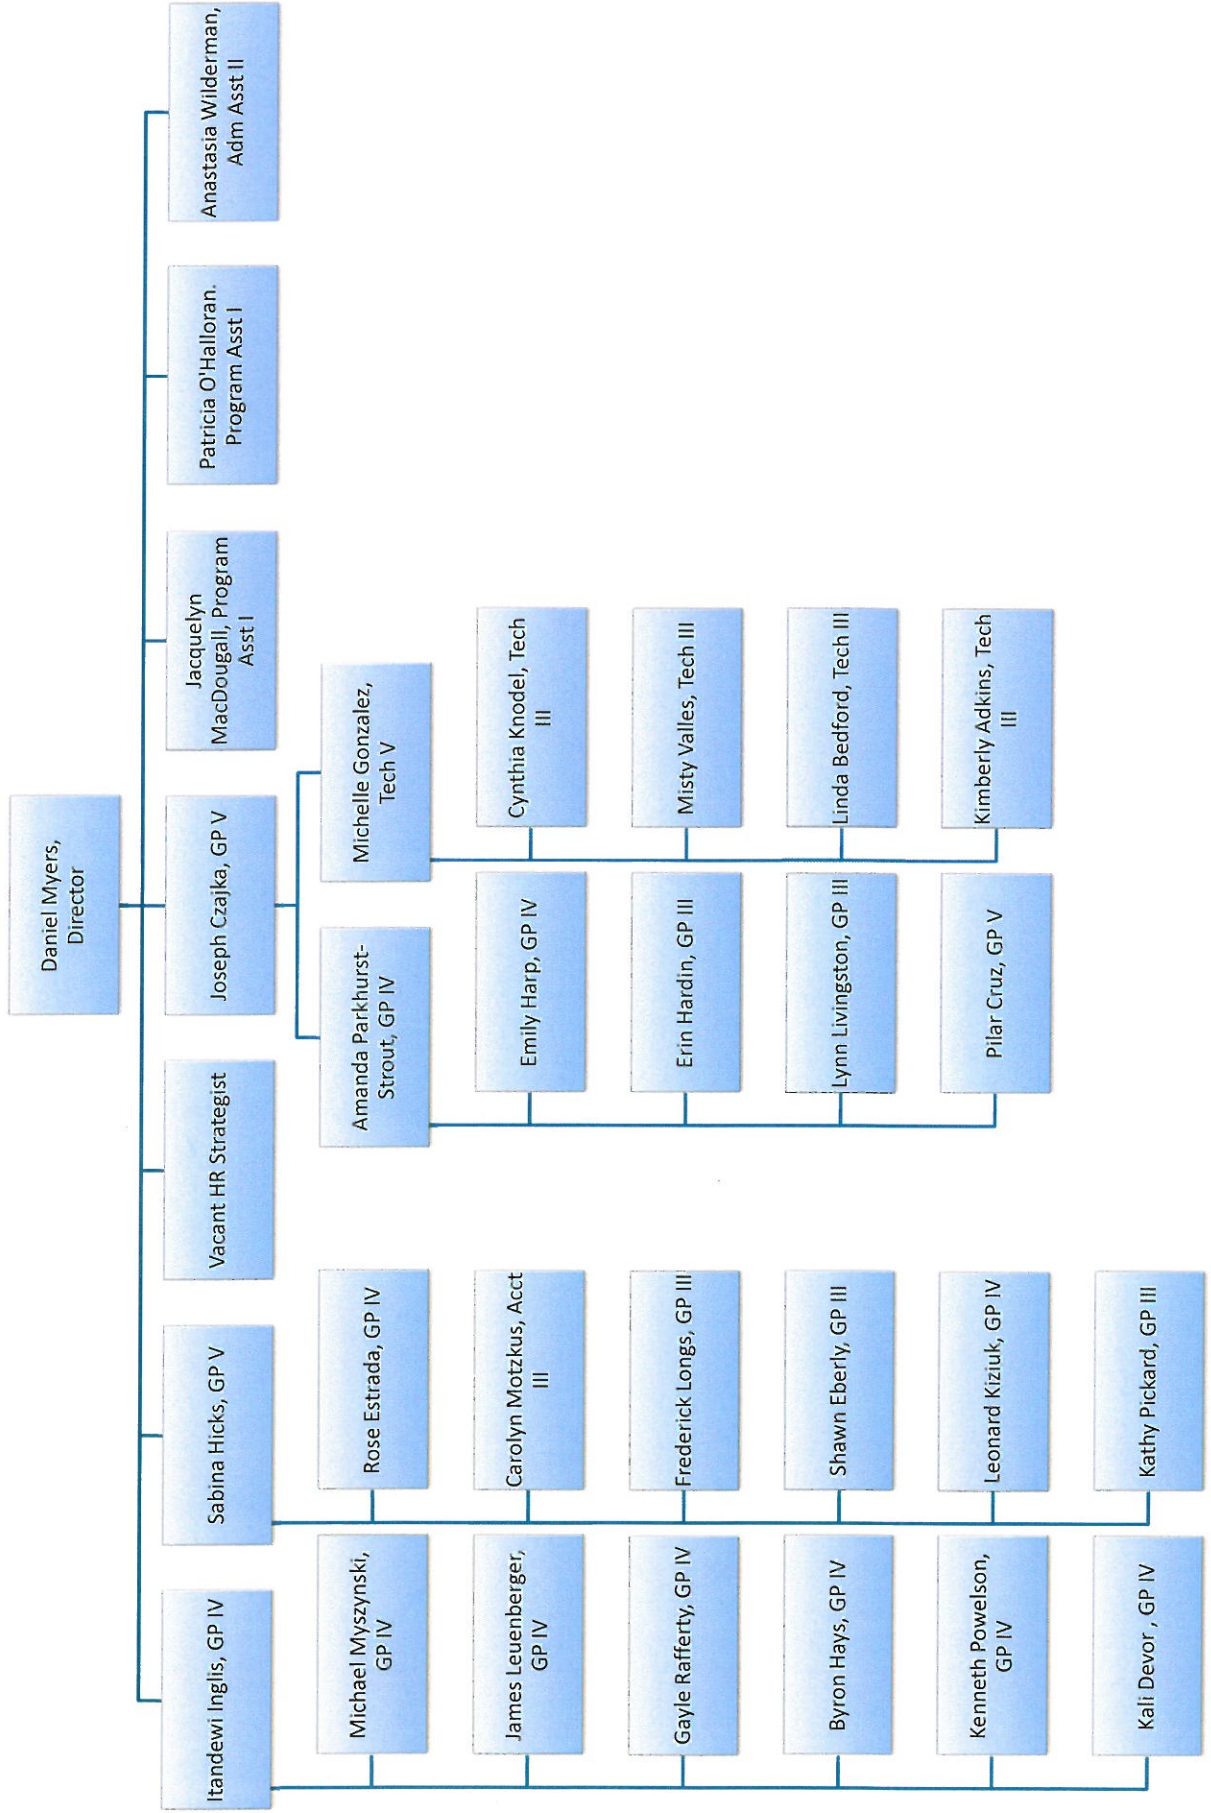 Daniel Myers,
Director
Itandewi Inglis, GP IV
Sabina Hicks, GP V
Vacant HR Strategist
Joseph Czajka, GP V
Jacquelyn
MacDougall, Program
Asst I
Patricia O'Halloran.
Program Asst I
Anastasia Wilderman,
Adm Asst II
Michael Myszynski,
GP IV
James Leuenberger,
GP IV
Gayle Rafferty, GP IV
Byron Hays, GP IV
Kenneth Powelson,
GP IV
Kali Devor , GP IV
Rose Estrada, GP IV
Carolyn Motzkus, Acct
III
Frederick Longs, GP III
Shawn Eberly, GP III
Leonard Kiziuk, GP IV
Kathy Pickard, GP III
Amanda Parkhurst-
Strout, GP IV
Emily Harp, GP IV
Erin Hardin, GP III
Lynn Livingston, GP III
Pilar Cruz, GP V
Michelle Gonzalez,
Tech V
Cynthia Knodel, Tech
III
Misty Valles, Tech III
Linda Bedford, Tech III
Kimberly Adkins, Tech
III